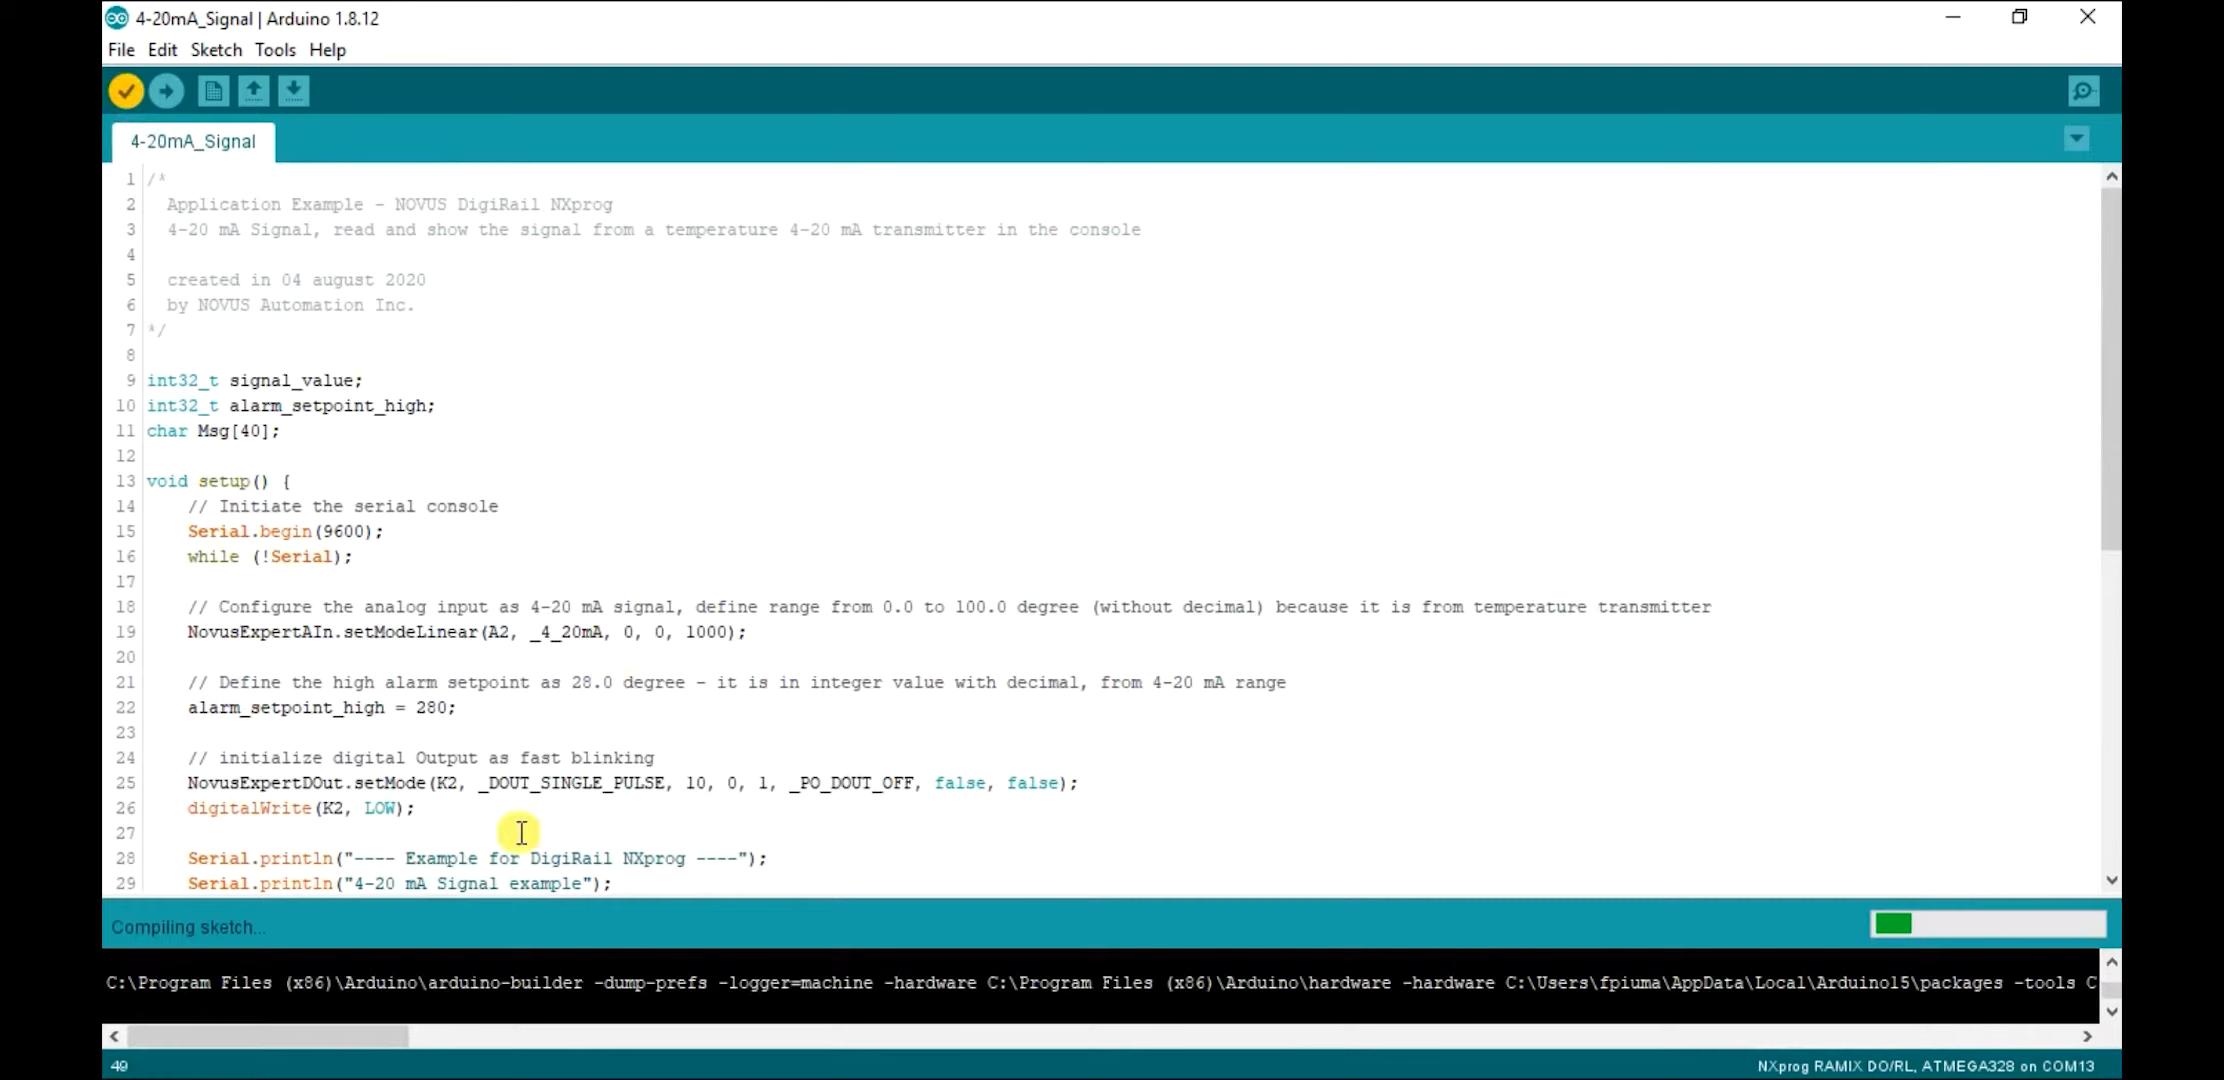 4-20mA_Signal | Arduino 1.8.12
File Edit Sketch Tools Help
4-20mA_Signal
1 /*
2 Application Example - NOVUS DigiRail NXprog
3 4-20 mA Signal, read and show the signal from a temperature 4-20 mA transmitter in the console
4
5 created in 04 august 2020
6 by NOVUS Automation Inc.
7 */
8
9 int32_t signal_value;
10 int32_t alarm_setpoint_high;
11 char Msg[40];
12
13 void setup() {
14 // Initiate the serial console
15 Serial.begin(9600);
16 while (!Serial);
17
18 // Configure the analog input as 4-20 mA signal, define range from 0.0 to 100.0 degree (without decimal) because it is from temperature transmitter
19 NovusExpertAIn.setModeLinear(A2, _4_20mA, 0, 0, 1000);
20
21 // Define the high alarm setpoint as 28.0 degree - it is in integer value with decimal, from 4-20 mA range
22 alarm_setpoint_high = 280;
23
24 // initialize digital Output as fast blinking
25 NovusExpertDOut.setMode(K2, _DOUT_SINGLE_PULSE, 10, 0, 1, _PO_DOUT_OFF, false, false);
26 digitalWrite(K2, LOW);
27
28 Serial.println("---- Example for DigiRail NXprog ----");
29 Serial.println("4-20 mA Signal example");
Compiling sketch...
C:\Program Files (x86)\Arduino\arduino-builder -dump-prefs -logger=machine -hardware C:\Program Files (x86)\Arduino\hardware -hardware C:\Users\fpiuma\AppData\Local\Arduino15\packages -tools C
49
NXprog RAMIX DO/RL, ATMEGA328 on COM13